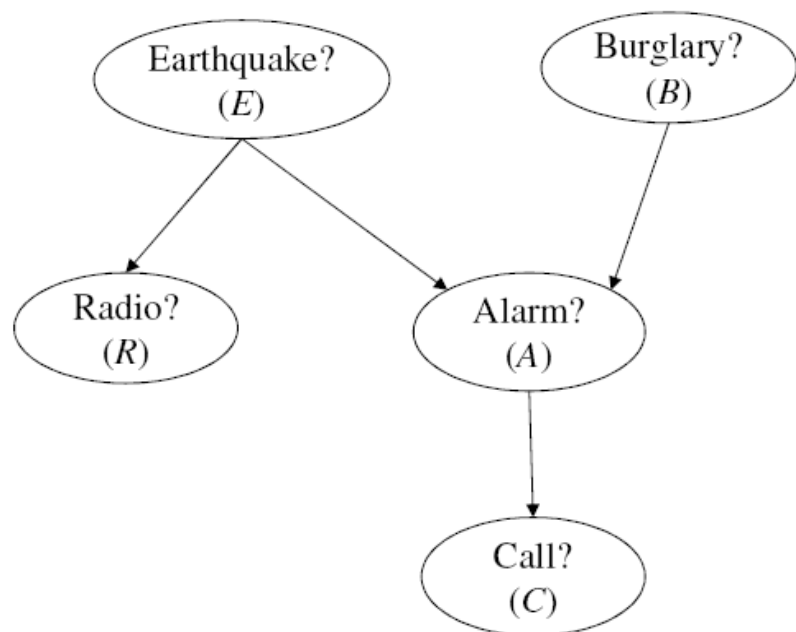 Earthquake?
(E)
Burglary?
(B)
Radio?
(R)
Alarm?
(A)
Call?
(C)